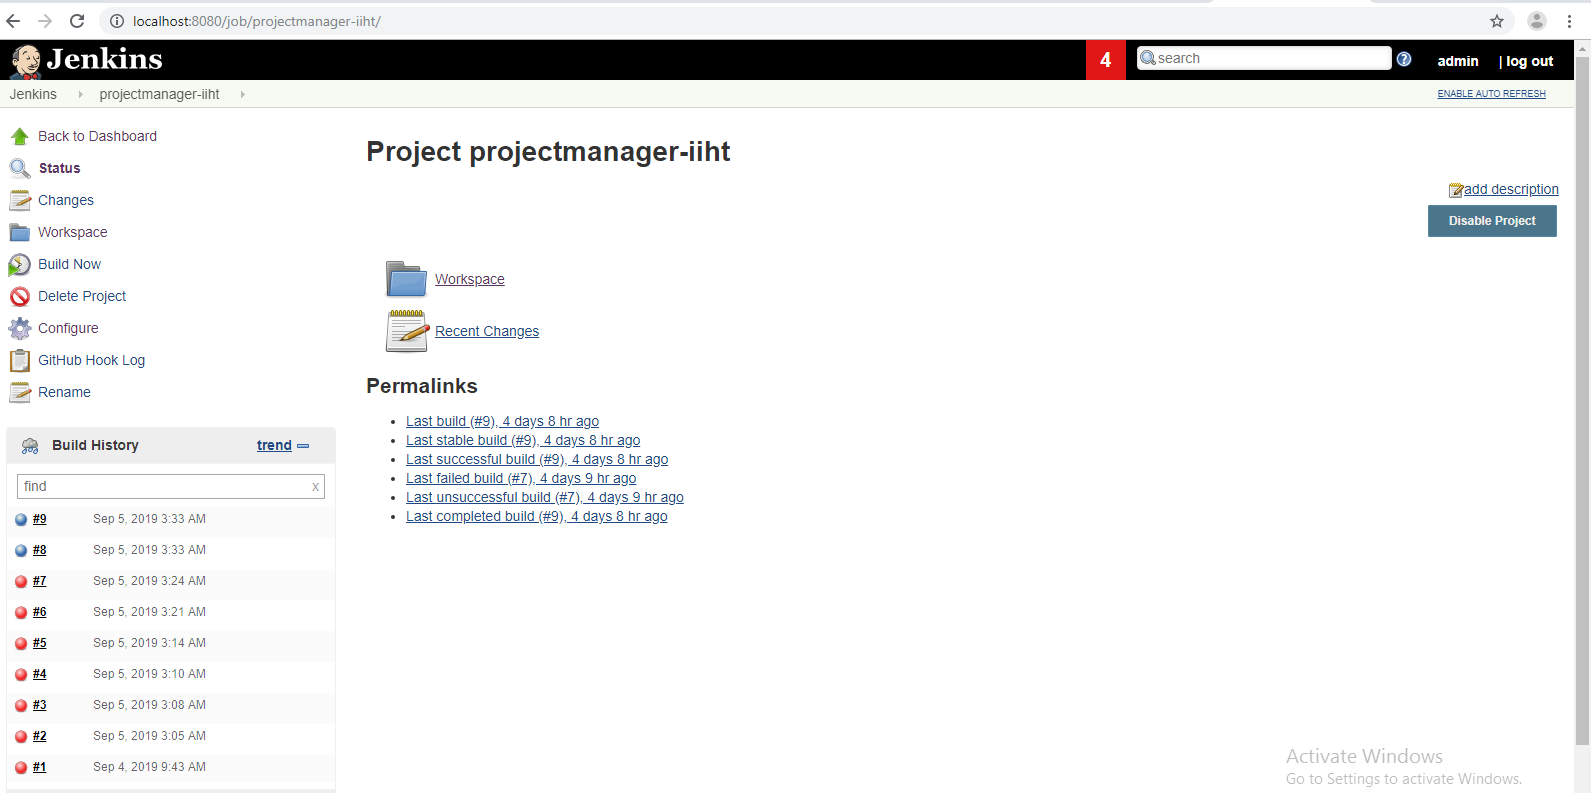 localhost:8080/job/projectmanager-iiht/
Jenkins
4
search
admin
| log out
Jenkins
projectmanager-iiht
ENABLE AUTO REFRESH
Back to Dashboard
Status
Changes
Workspace
Build Now
Delete Project
Configure
GitHub Hook Log
Rename
Build History
trend
find
x
#9 Sep 5, 2019 3:33 AM
#8 Sep 5, 2019 3:33 AM
#7 Sep 5, 2019 3:24 AM
#6 Sep 5, 2019 3:21 AM
#5 Sep 5, 2019 3:14 AM
#4 Sep 5, 2019 3:10 AM
#3 Sep 5, 2019 3:08 AM
#2 Sep 5, 2019 3:05 AM
#1 Sep 4, 2019 9:43 AM
Project projectmanager-iiht
add description
Disable Project
Workspace
Recent Changes
Permalinks
Last build (#9), 4 days 8 hr ago
Last stable build (#9), 4 days 8 hr ago
Last successful build (#9), 4 days 8 hr ago
Last failed build (#7), 4 days 9 hr ago
Last unsuccessful build (#7), 4 days 9 hr ago
Last completed build (#9), 4 days 8 hr ago
Activate Windows
Go to Settings to activate Windows.